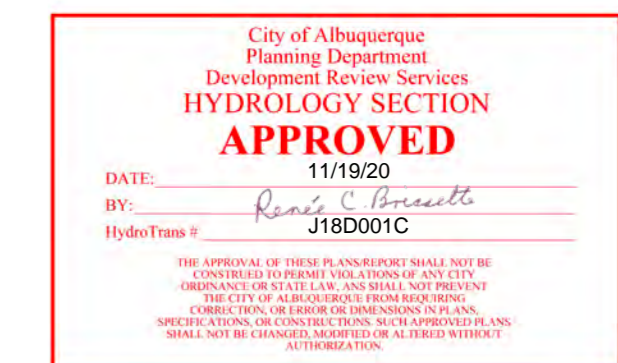 City of Albuquerque
Planning Department
Development Review Services
HYDROLOGY SECTION
APPROVED
DATE: 11/19/20
BY: Renée C. Brissette
HydroTrans # J18D001C
THE APPROVAL OF THESE PLANS/REPORT SHALL NOT BE
CONSTRUED TO PERMIT VIOLATIONS OF ANY CITY
ORDINANCE OR STATE LAW, ANS SHALL NOT PREVENT
THE CITY OF ALBUQUERQUE FROM REQUIRING
CORRECTION, OR ERROR OR DIMENSIONS IN PLANS,
SPECIFICATIONS, OR CONSTRUCTIONS. SUCH APPROVED PLANS
SHALL NOT BE CHANGED, MODIFIED OR ALTERED WITHOUT
AUTHORIZATION.